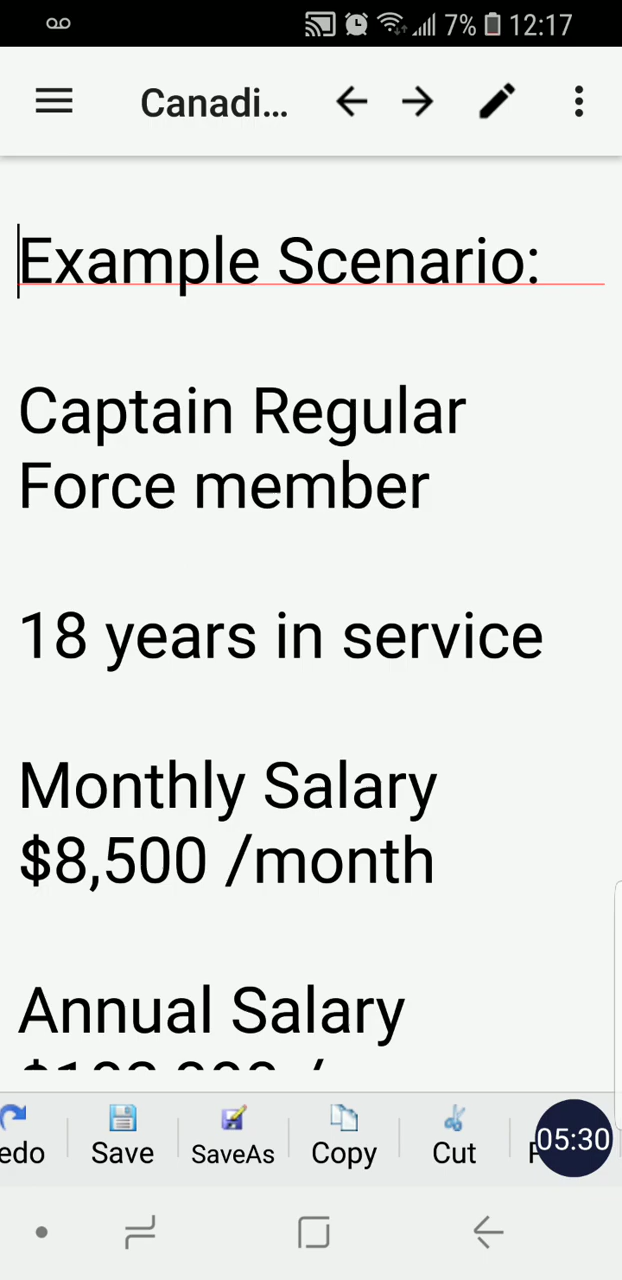 7% 12:17
Canadi...
Example Scenario:
Captain Regular
Force member
18 years in service
Monthly Salary
$8,500 /month
Annual Salary
edo Save SaveAs Copy Cut
05:30